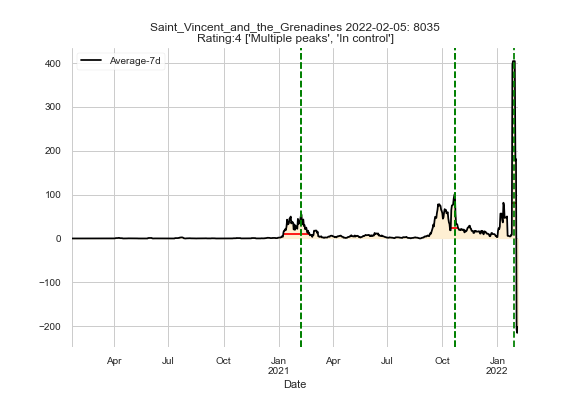 Saint_Vincent_and_the_Grenadines 2022-02-05: 8035
Rating:4 ['Multiple peaks', 'In control']
Average-7d
400
300
200
100
0
−100
−200
Apr Jul Oct Jan Apr Jul Oct Jan
2021 2022
Date